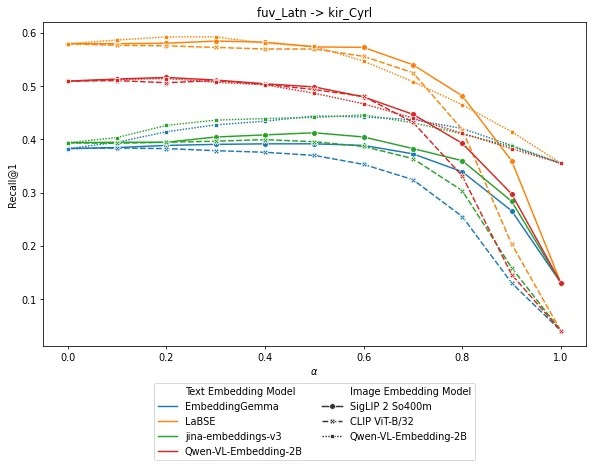 fuv_Latn -> kir_Cyrl
Recall@1
0.6
0.5
0.4
0.3
0.2
0.1
0.0 0.2 0.4 0.6 0.8 1.0
α
Text Embedding Model Image Embedding Model
EmbeddingGemma SigLIP 2 So400m
LaBSE CLIP ViT-B/32
jina-embeddings-v3 Qwen-VL-Embedding-2B
Qwen-VL-Embedding-2B